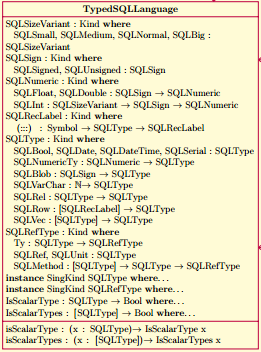 TypedSQLLanguage
SQLSizeVariant : Kind where
SQLSmall, SQLMedium, SQLNormal, SQLBig :
SQLSizeVariant
SQLSign : Kind where
SQLSigned, SQLUnsigned : SQLSign
SQLNumeric : Kind where
SQLFloat, SQLDouble : SQLSign → SQLNumeric
SQLInt : SQLSizeVariant → SQLSign → SQLNumeric
SQLRecLabel : Kind where
(:::) : Symbol → SQLType → SQLRecLabel
SQLType : Kind where
SQLBool, SQLDate, SQLDateTime, SQLSerial : SQLType
SQLNumericTy : SQLNumeric → SQLType
SQLBlob : SQLSign → SQLType
SQLVarChar : ℕ→ SQLType
SQLRel : SQLType → SQLType
SQLRow : [SQLRecLabel] → SQLType
SQLVec : [SQLType] → SQLType
SQLRefType : Kind where
Ty : SQLType → SQLRefType
SQLRef, SQLUnit : SQLType
SQLMethod : [SQLType] → SQLType → SQLRefType
instance SingKind SQLType where...
instance SingKind SQLRefType where...
IsScalarType : SQLType → Bool where...
IsScalarTypes : [SQLType] → Bool where...
isScalarType : (x : SQLType)→ IsScalarType x
isScalarTypes : (x : [SQLType])→ IsScalarTypes x